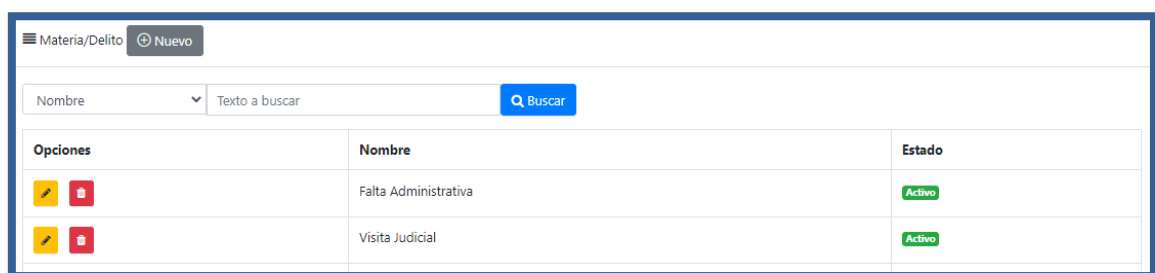 Materia/Delito Nuevo
Nombre Texto a buscar Buscar
Opciones Nombre Estado
Falta Administrativa Activo
Visita Judicial Activo